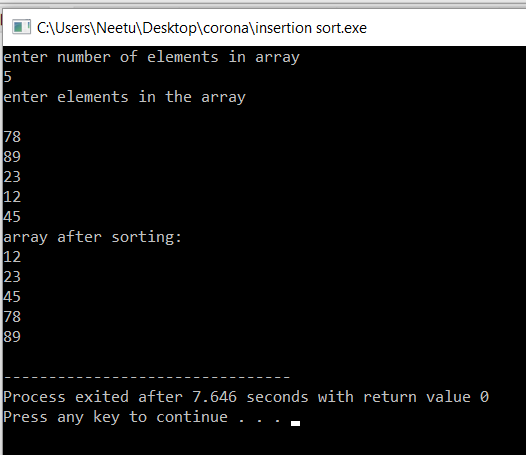 C:\Users\Neetu\Desktop\corona\insertion sort.exe
enter number of elements in array
5
enter elements in the array

78
89
23
12
45
array after sorting:
12
23
45
78
89

--------------------------------
Process exited after 7.646 seconds with return value 0
Press any key to continue . . .